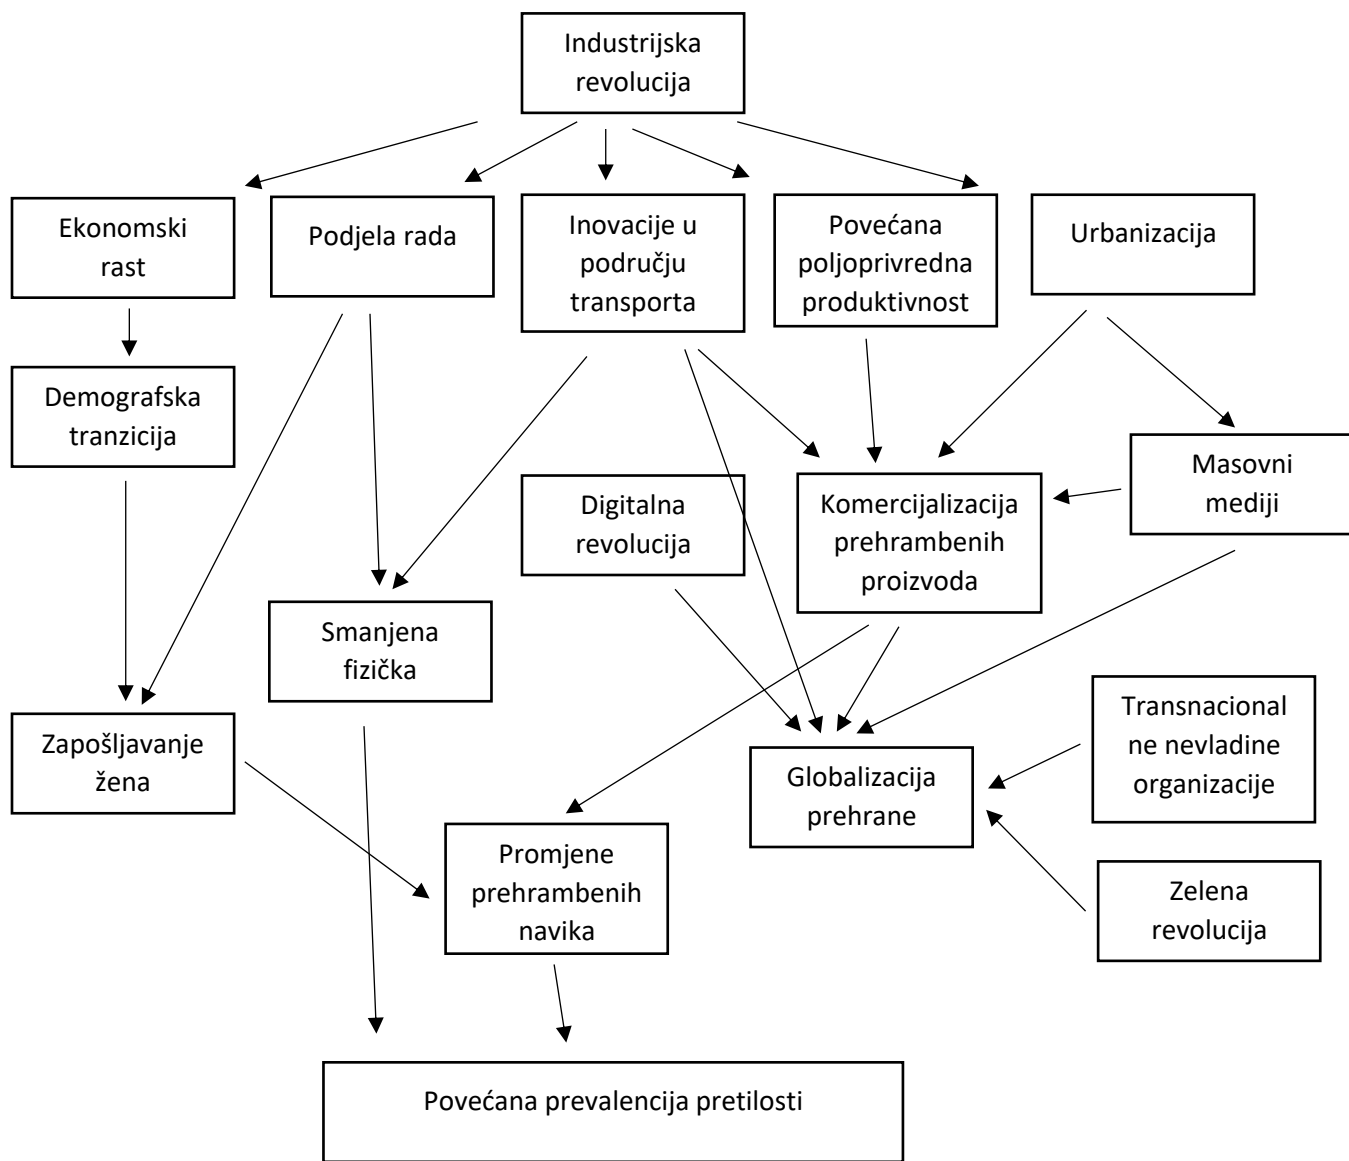 Industrijska
revolucija
Ekonomski
rast
Podjela rada
Inovacije u
području
transporta
Povećana
poljoprivredna
produktivnost
Urbanizacija
Demografska
tranzicija
Masovni
mediji
Digitalna
revolucija
Komercijalizacija
prehrambenih
proizvoda
Smanjena
fizička
Zapošljavanje
žena
Globalizacija
prehrane
Transnacional
ne nevladine
organizacije
Promjene
prehrambenih
navika
Zelena
revolucija
Povećana prevalencija pretilosti